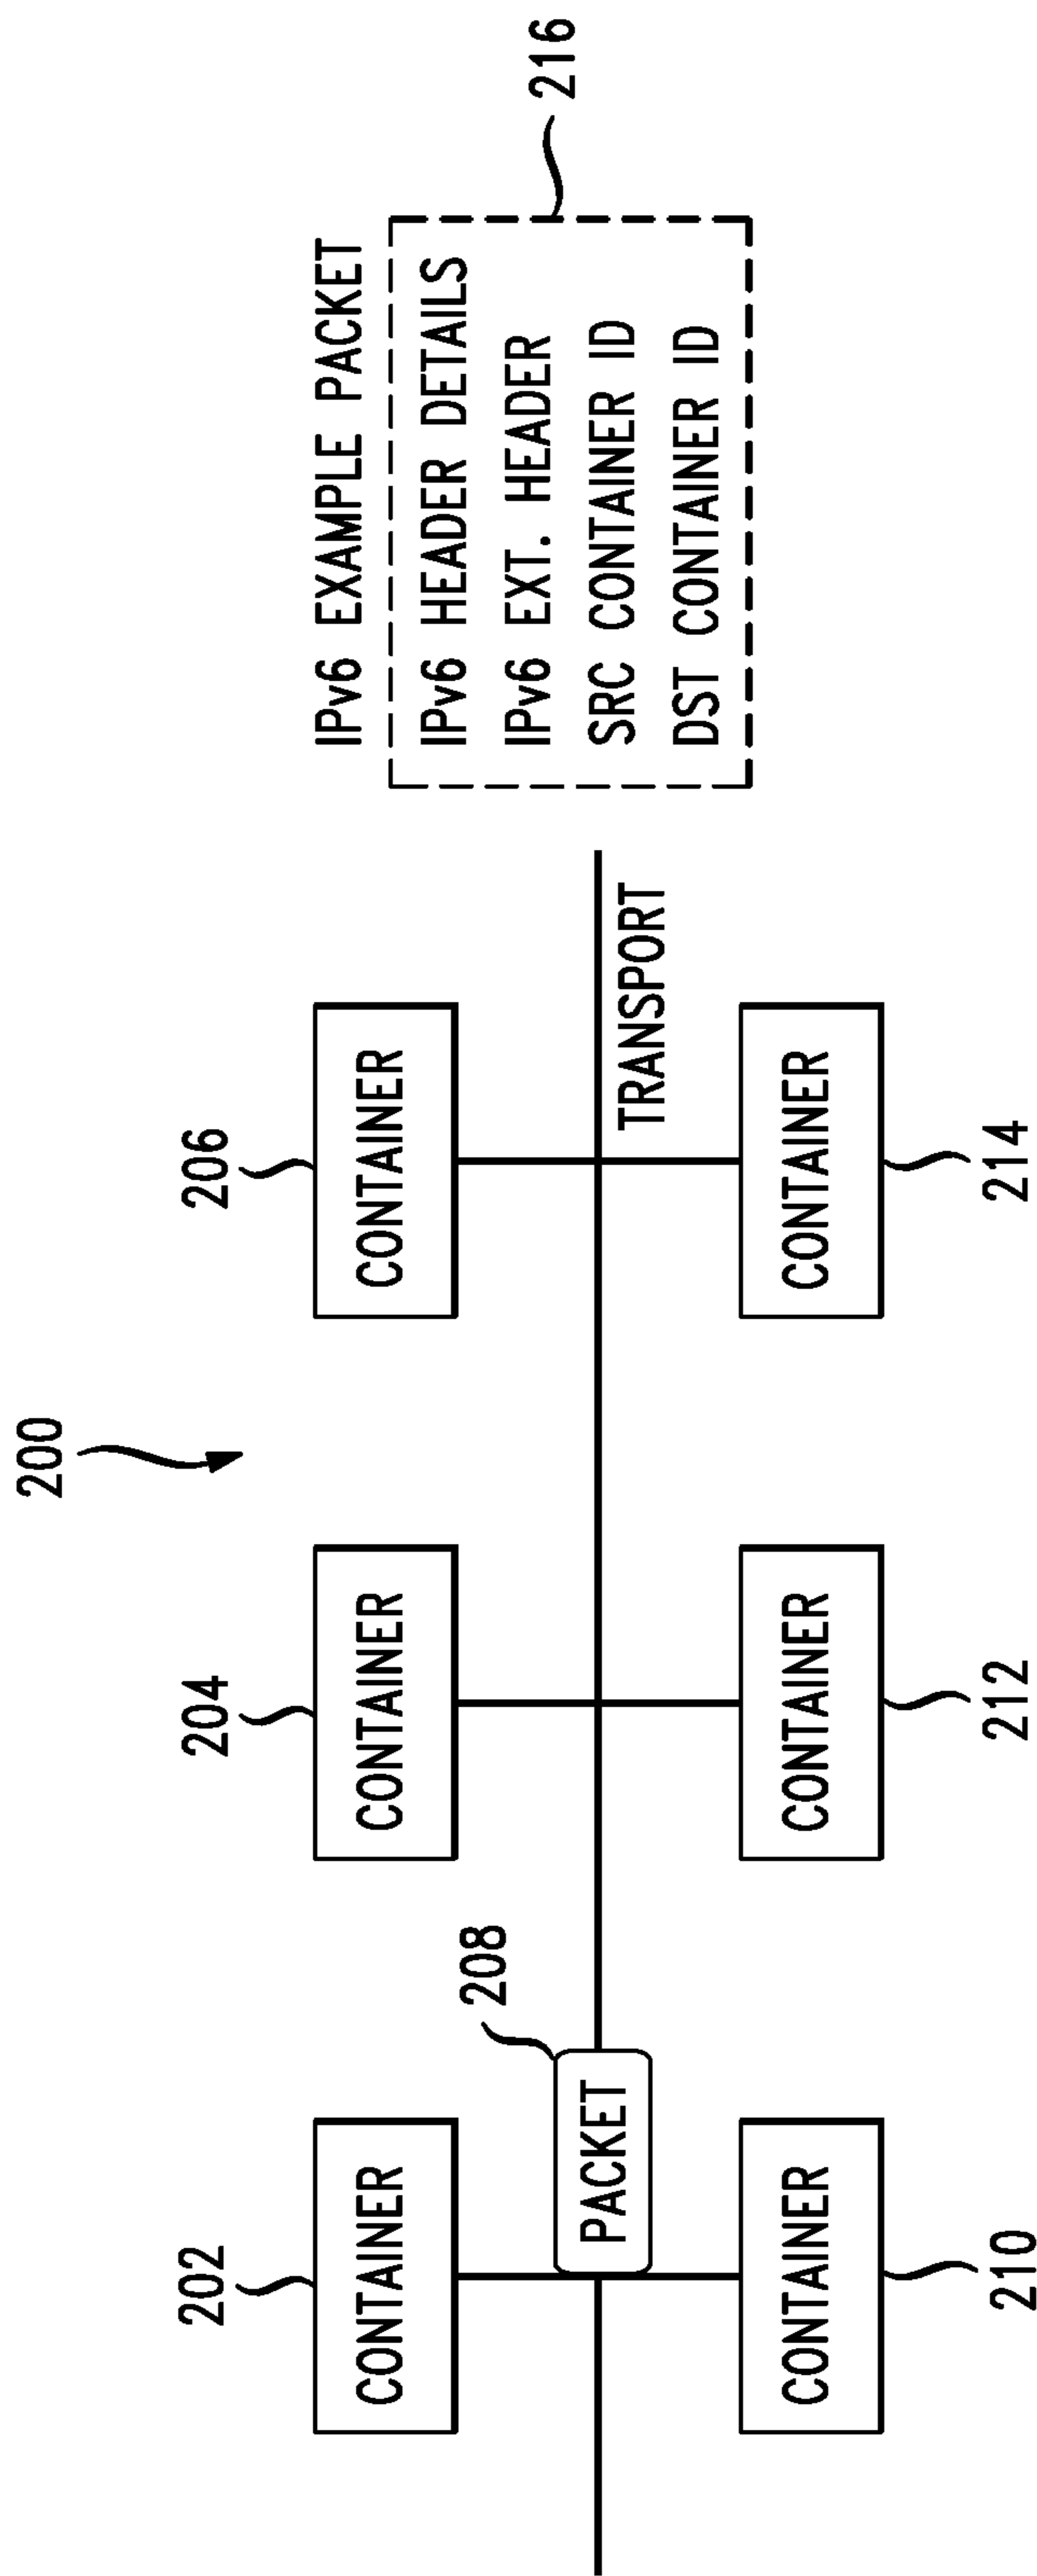 200
202
204
206
CONTAINER
CONTAINER
CONTAINER
208
PACKET
TRANSPORT
CONTAINER
CONTAINER
CONTAINER
210
212
214
IPv6 EXAMPLE PACKET
IPv6 HEADER DETAILS
IPv6 EXT. HEADER
SRC CONTAINER ID
DST CONTAINER ID
216